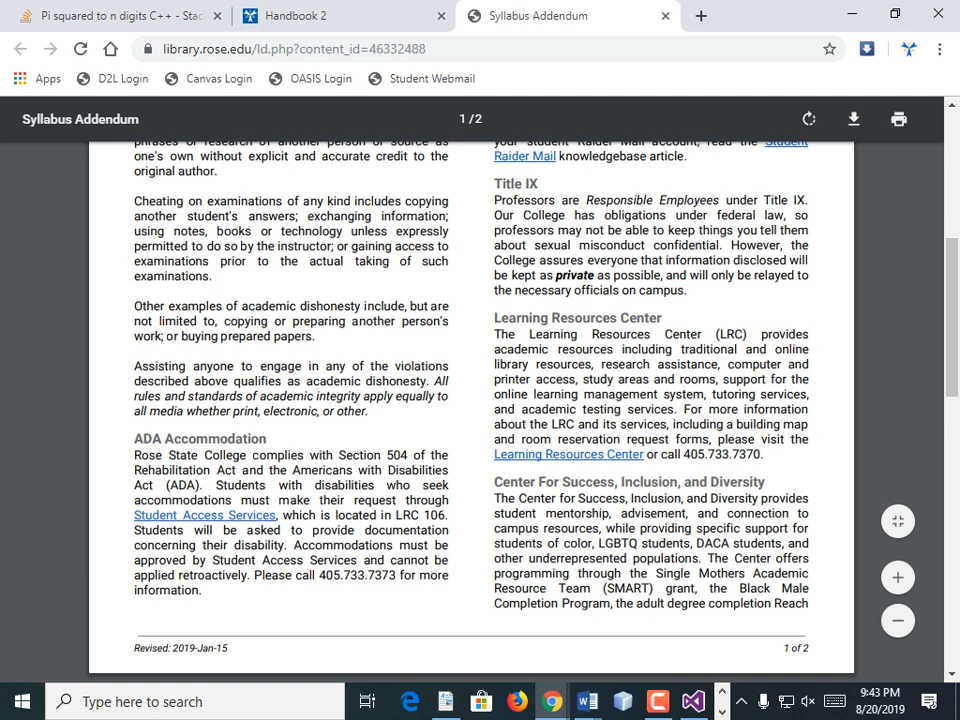 Pi squared to n digits C++ - Stac
Handbook 2
Syllabus Addendum
library.rose.edu/ld.php?content_id=46332488
Apps
D2L Login
Canvas Login
OASIS Login
Student Webmail
Syllabus Addendum
1 / 2
phrases or research of another person or source as
one's own without explicit and accurate credit to the
original author.
Cheating on examinations of any kind includes copying
another student's answers; exchanging information;
using notes, books or technology unless expressly
permitted to do so by the instructor; or gaining access to
examinations prior to the actual taking of such
examinations.
Other examples of academic dishonesty include, but are
not limited to, copying or preparing another person's
work; or buying prepared papers.
Assisting anyone to engage in any of the violations
described above qualifies as academic dishonesty. All
rules and standards of academic integrity apply equally to
all media whether print, electronic, or other.
ADA Accommodation
Rose State College complies with Section 504 of the
Rehabilitation Act and the Americans with Disabilities
Act (ADA). Students with disabilities who seek
accommodations must make their request through
Student Access Services, which is located in LRC 106.
Students will be asked to provide documentation
concerning their disability. Accommodations must be
approved by Student Access Services and cannot be
applied retroactively. Please call 405.733.7373 for more
information.
your student Raider Mail account, read the Student
Raider Mail knowledgebase article.
Title IX
Professors are Responsible Employees under Title IX.
Our College has obligations under federal law, so
professors may not be able to keep things you tell them
about sexual misconduct confidential. However, the
College assures everyone that information disclosed will
be kept as private as possible, and will only be relayed to
the necessary officials on campus.
Learning Resources Center
The Learning Resources Center (LRC) provides
academic resources including traditional and online
library resources, research assistance, computer and
printer access, study areas and rooms, support for the
online learning management system, tutoring services,
and academic testing services. For more information
about the LRC and its services, including a building map
and room reservation request forms, please visit the
Learning Resources Center or call 405.733.7370.
Center For Success, Inclusion, and Diversity
The Center for Success, Inclusion, and Diversity provides
student mentorship, advisement, and connection to
campus resources, while providing specific support for
students of color, LGBTQ students, DACA students, and
other underrepresented populations. The Center offers
programming through the Single Mothers Academic
Resource Team (SMART) grant, the Black Male
Completion Program, the adult degree completion Reach
Revised: 2019-Jan-15
1 of 2
Type here to search
9:43 PM
8/20/2019